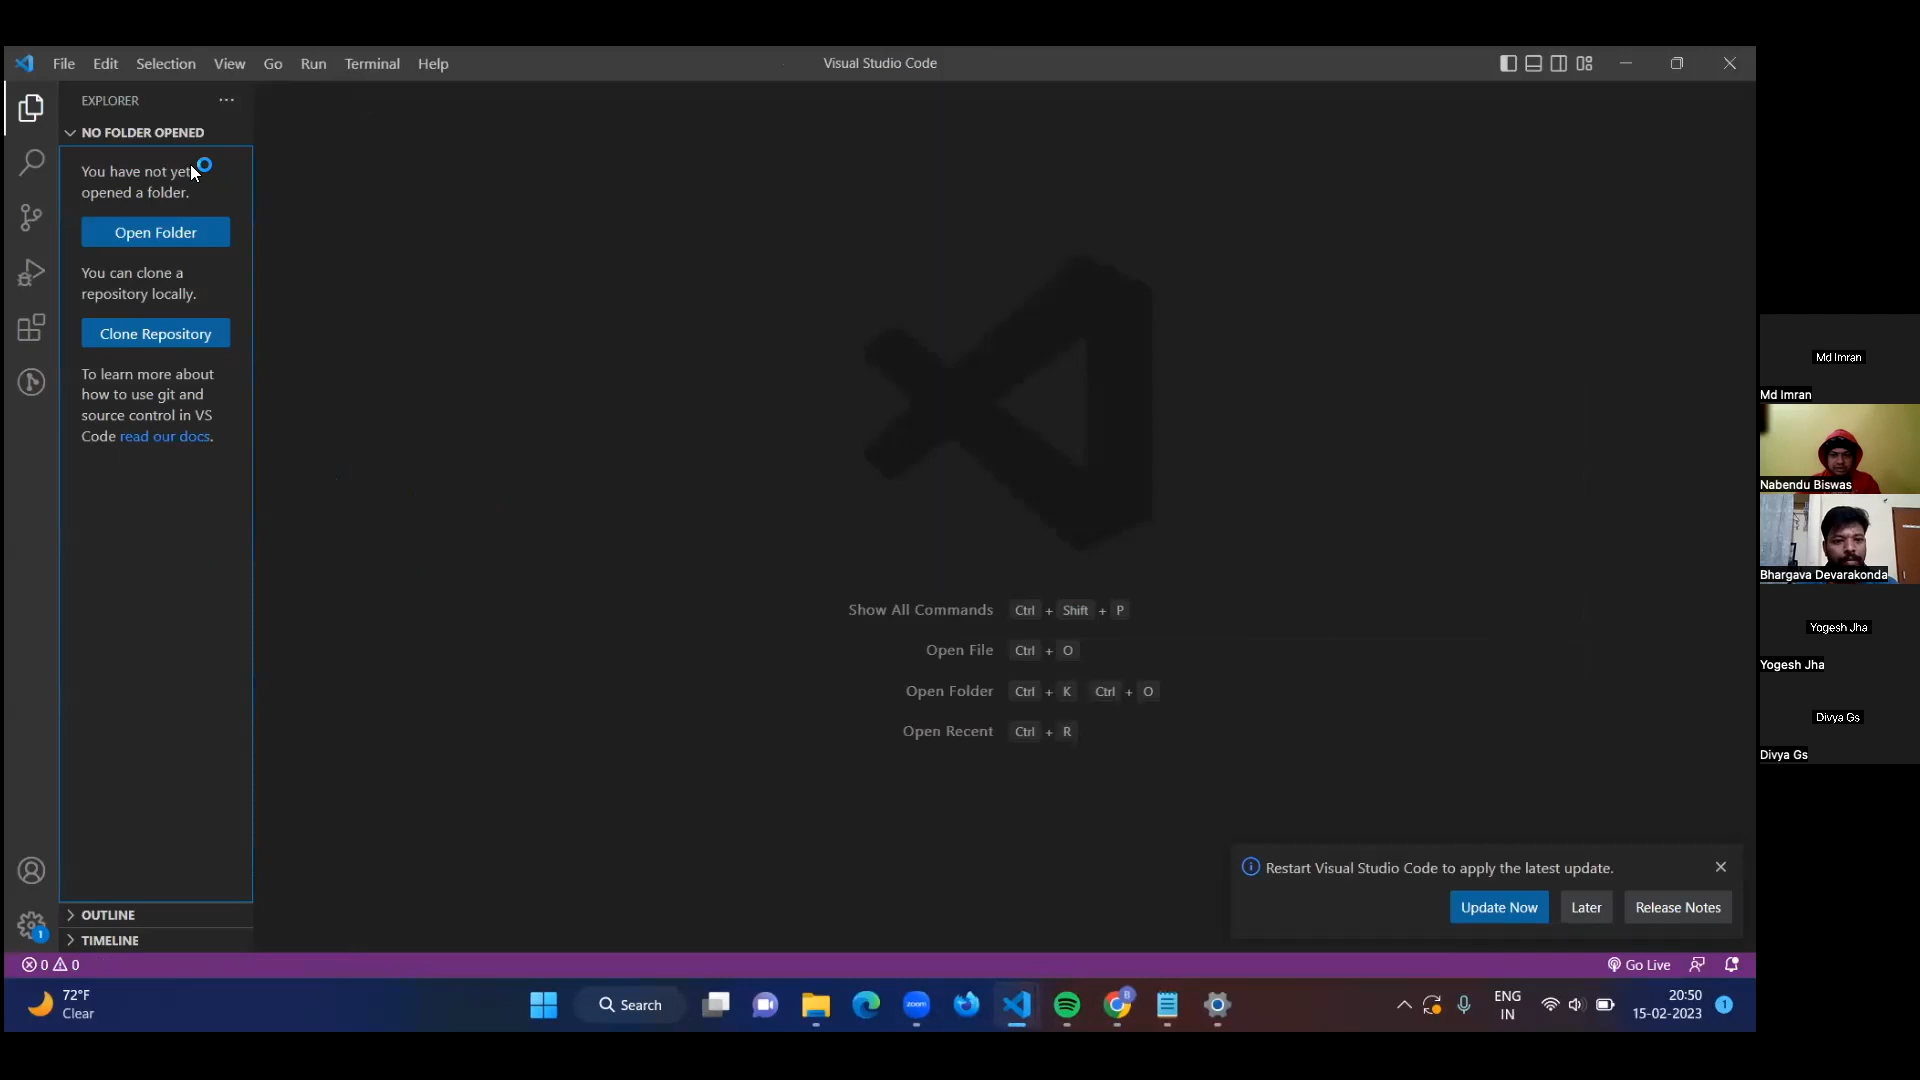 File Edit Selection View Go Run Terminal Help
Visual Studio Code
EXPLORER
NO FOLDER OPENED
You have not yet
opened a folder.
Open Folder
You can clone a
repository locally.
Clone Repository
To learn more about
how to use git and
source control in VS
Code read our docs.
Show All Commands Ctrl + Shift + P
Open File Ctrl + O
Open Folder Ctrl + K Ctrl + O
Open Recent Ctrl + R
Restart Visual Studio Code to apply the latest update.
Update Now Later Release Notes
1
OUTLINE
TIMELINE
0 0
Go Live
72°F
Clear
Search
zoom
B
ENG
IN
20:50
15-02-2023
1
Md Imran
Md Imran
Nabendu Biswas
Bhargava Devarakonda
Yogesh Jha
Yogesh Jha
Divya Gs
Divya Gs